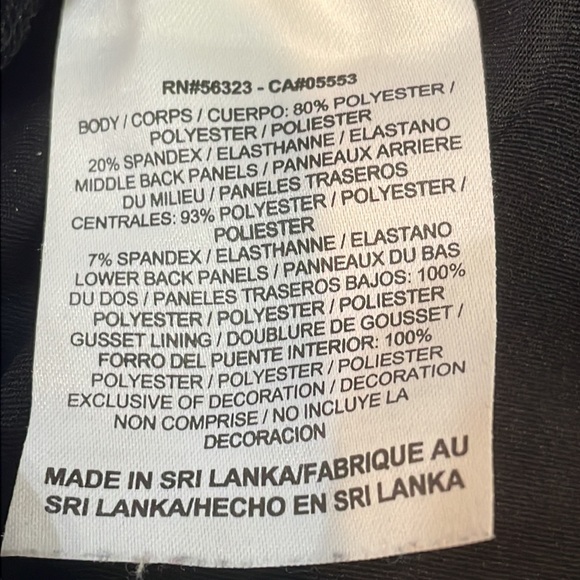 RN#56323 - CA#05553
BODY / CORPS / CUERPO: 80% POLYESTER /
POLYESTER / POLIESTER
20% SPANDEX / ELASTHANNE / ELASTANO
MIDDLE BACK PANELS / PANNEAUX ARRIERE
DU MILIEU / PANELES TRASEROS
CENTRALES: 93% POLYESTER / POLYESTER /
POLIESTER
7% SPANDEX / ELASTHANNE / ELASTANO
LOWER BACK PANELS / PANNEAUX DU BAS
DU DOS / PANELES TRASEROS BAJOS: 100%
POLYESTER / POLYESTER / POLIESTER
GUSSET LINING / DOUBLURE DE GOUSSET /
FORRO DEL PUENTE INTERIOR: 100%
POLYESTER / POLYESTER / POLIESTER
EXCLUSIVE OF DECORATION / DECORATION
NON COMPRISE / NO INCLUYE LA
DECORACION
MADE IN SRI LANKA/FABRIQUE AU
SRI LANKA/HECHO EN SRI LANKA